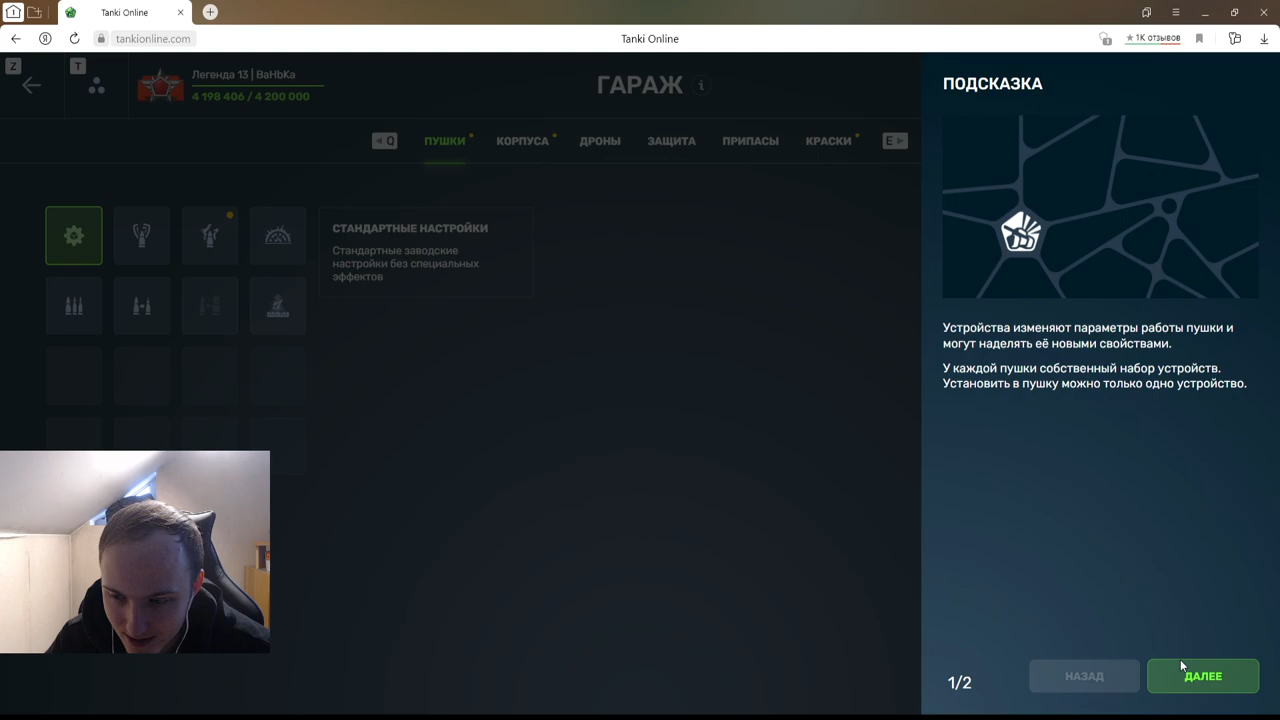 Tanki Online
tankionline.com
Tanki Online
★ 1К отзывов
Z
T
Легенда 13 | BaHbKa
4 198 406 / 4 200 000
ГАРАЖ
i
Q
ПУШКИ
КОРПУСА
ДРОНЫ
ЗАЩИТА
ПРИПАСЫ
КРАСКИ
E
СТАНДАРТНЫЕ НАСТРОЙКИ
Стандартные заводские
настройки без специальных
эффектов
ПОДСКАЗКА
Устройства изменяют параметры работы пушки и
могут наделять её новыми свойствами.
У каждой пушки собственный набор устройств.
Установить в пушку можно только одно устройство.
1/2
НАЗАД
ДАЛЕЕ